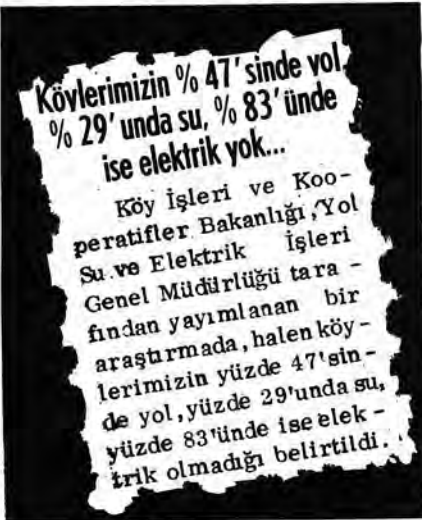 Köylerimizin % 47'sinde yol,
% 29'unda su, % 83'ünde
ise elektrik yok...
Köy İşleri ve Koo-
peratifler Bakanlığı, Yol
Su ve Elektrik İşleri
Genel Müdürlüğü tara -
fından yayımlanan bir
araştırmada, halen köy-
lerimizin yüzde 47'sin-
de yol, yüzde 29'unda su,
yüzde 83'ünde ise elek -
trik olmadığı belirtildi.